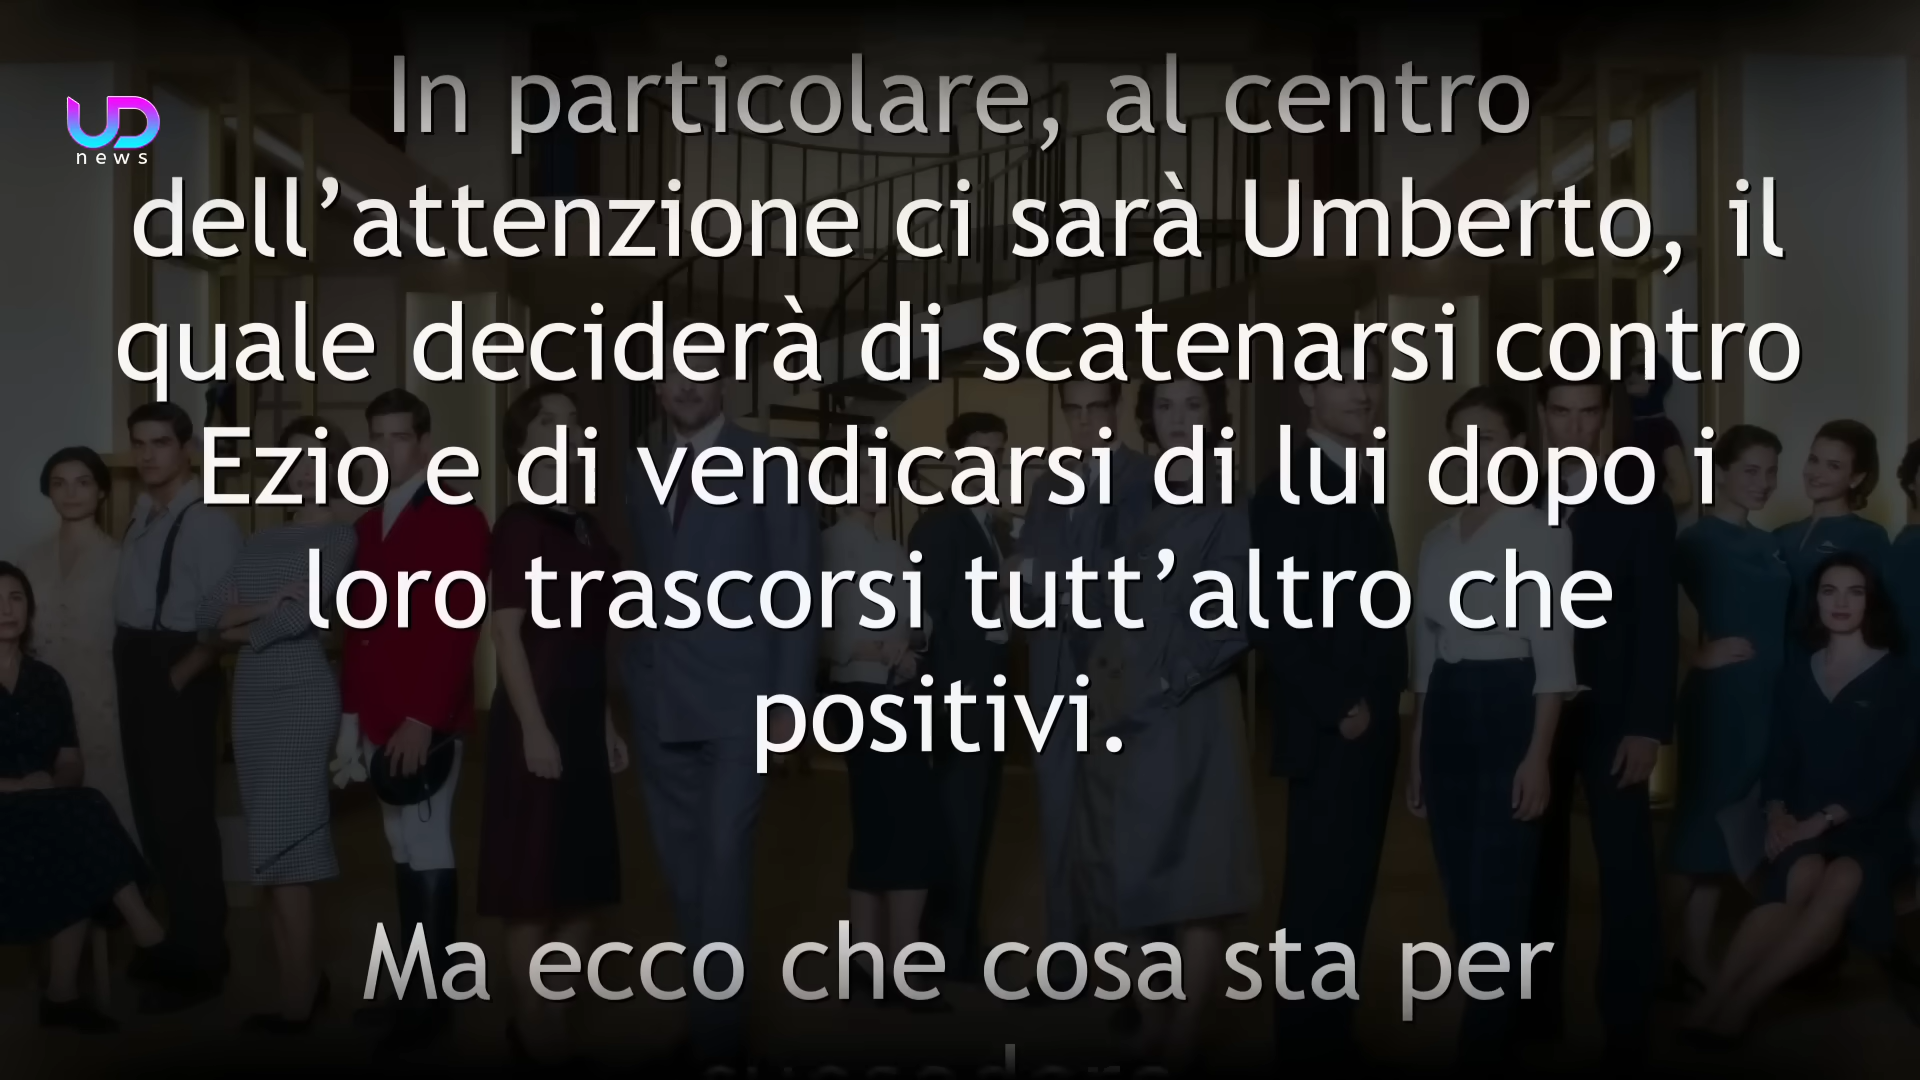 UD
news
In particolare, al centro
dell’attenzione ci sarà Umberto, il
quale deciderà di scatenarsi contro
Ezio e di vendicarsi di lui dopo i
loro trascorsi tutt’altro che
positivi.
Ma ecco che cosa sta per